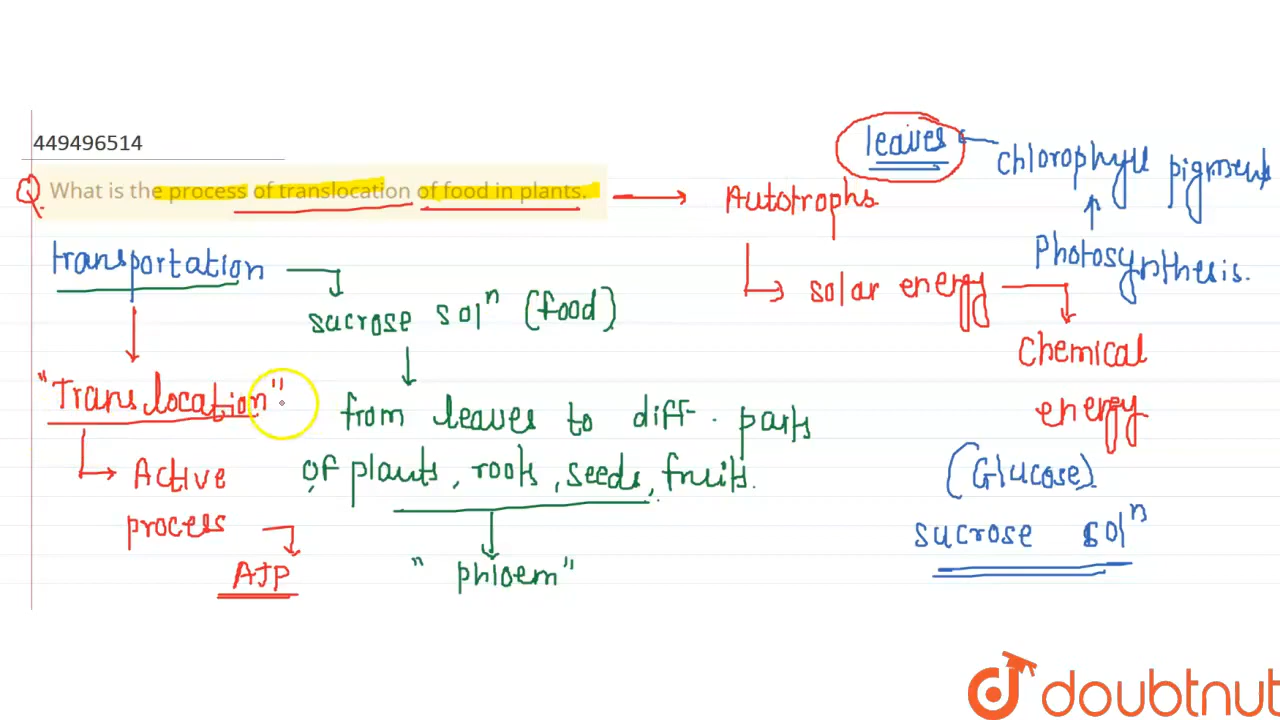 449496514
Q. What is the process of translocation of food in plants.
transportation
sucrose solⁿ (food)
"Translocation"
from leaves to diff. parts
of plants, roots, seeds, fruits.
Active
process
ATP
"phloem"
Autotrophs
leaves
chlorophyll pigment
Photosynthesis.
solar energy
Chemical
energy
(Glucose)
sucrose solⁿ
doubtnut